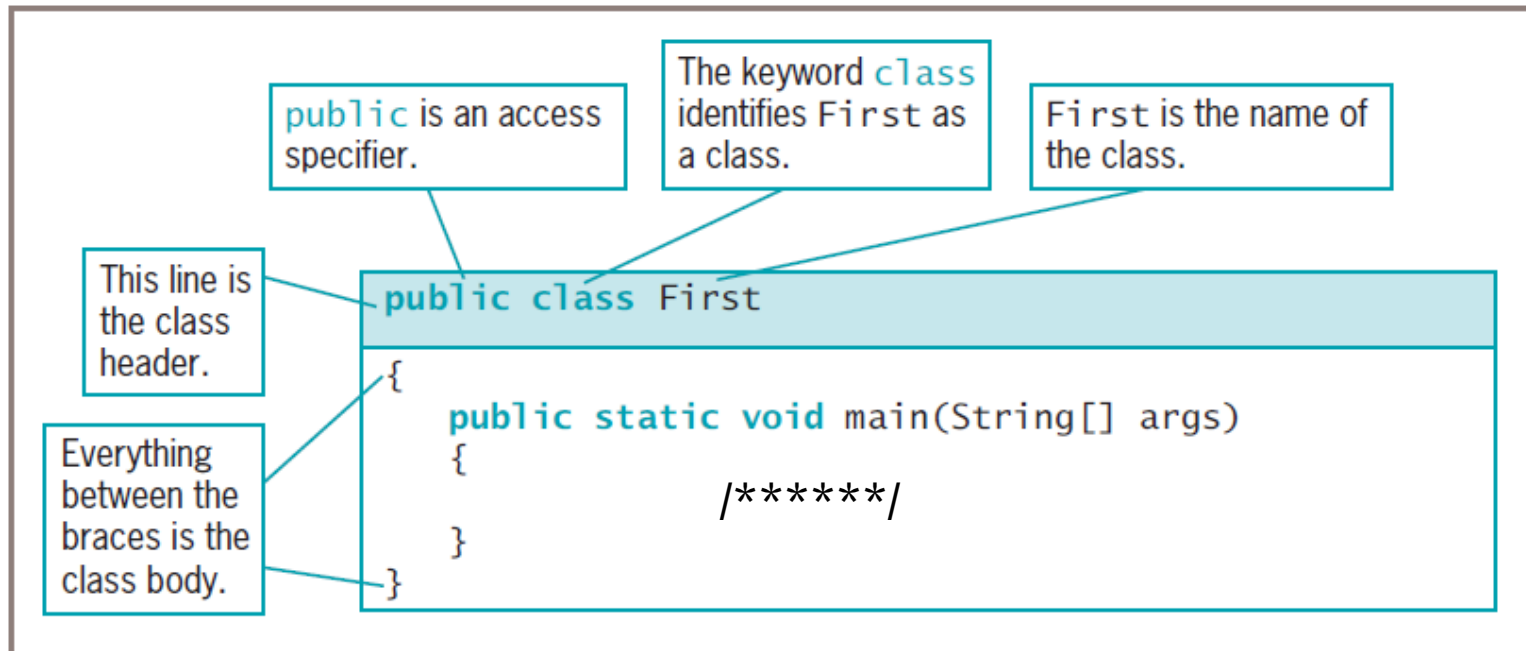 public is an access
specifier.
The keyword class
identifies First as
a class.
First is the name of
the class.
This line is
the class
header.
public class First
{
public static void main(String[] args)
{
/******/
}
}
Everything
between the
braces is the
class body.